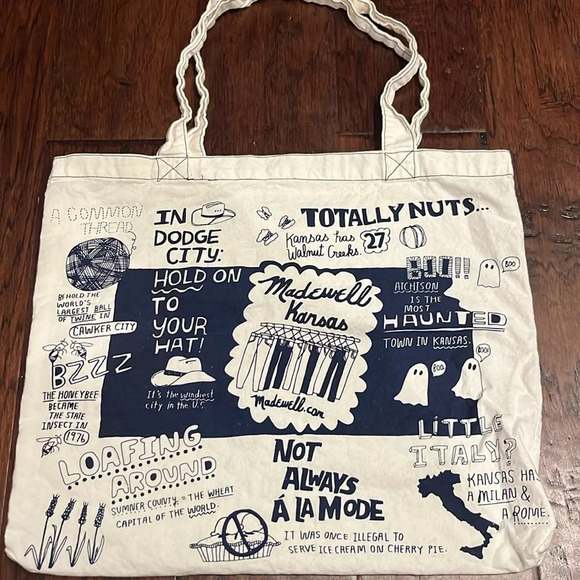 A COMMON
THREAD
BEHOLD THE
WORLD'S
LARGEST BALL
OF TWINE IN
CAWKER CITY
BZZZ
THE HONEYBEE
BECAME
THE STATE
INSECT IN
1976
LOAFING
AROUND
SUMNER COUNTY = THE WHEAT
CAPITAL OF THE WORLD.
IN
DODGE
CITY:
HOLD ON
TO
YOUR
HAT!
It's the windiest
city in the U.S.
Madewell
Kansas
Madewell.com
TOTALLY NUTS...
Kansas has 27
Walnut Creeks.
BOO!!
BOO
ATCHISON
IS THE
MOST
HAUNTED
TOWN IN KANSAS.
BOO
BOO
NOT
ALWAYS
Á LA MODE
IT WAS ONCE ILLEGAL TO
SERVE ICE CREAM ON CHERRY PIE.
LITTLE
ITALY?
KANSAS HAS
A MILAN &
A ROME.